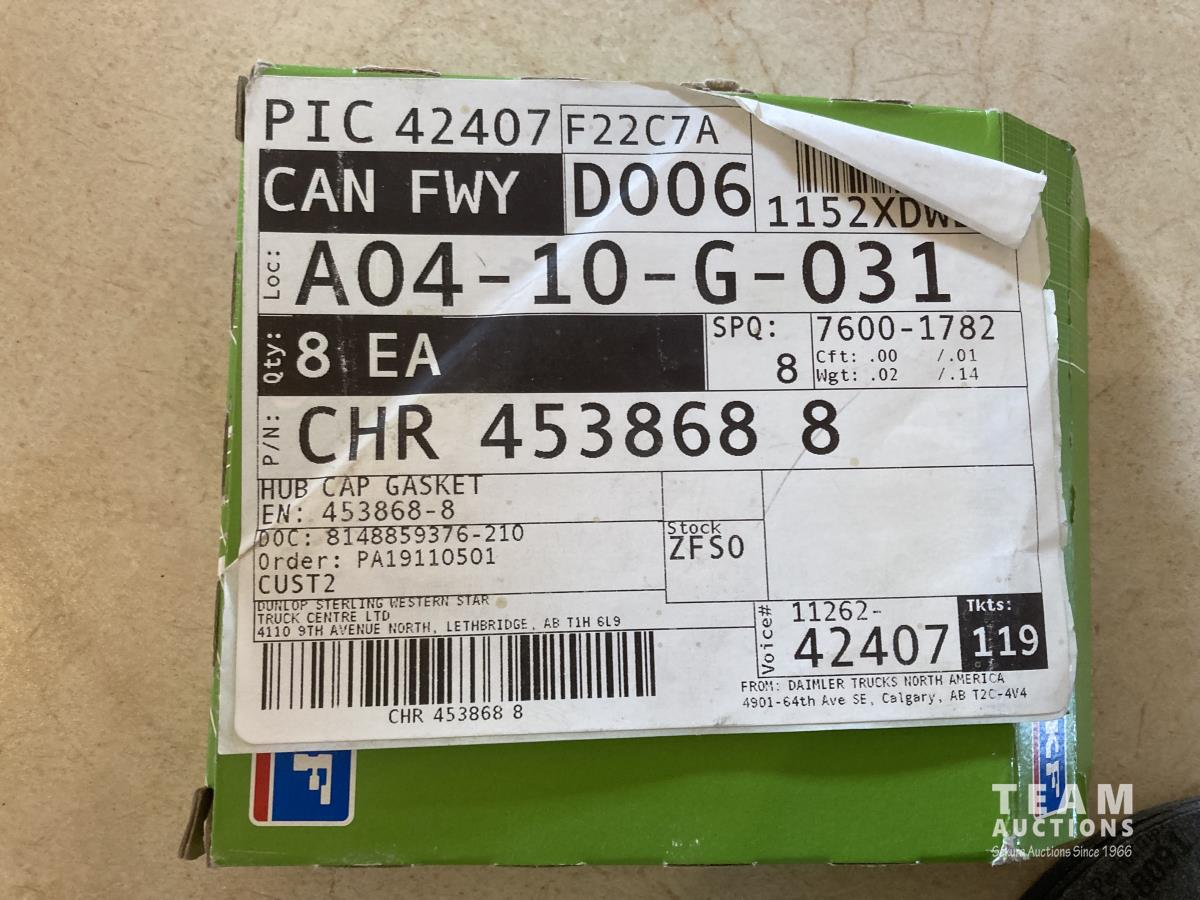 PIC 42407 F22C7A
CAN FWY D006
1152XDW
Loc: A04-10-G-031
Qty: 8 EA SPQ: 8 7600-1782
Cft: .00 /.01
Wgt: .02 /.14
P/N: CHR 453868 8
HUB CAP GASKET
EN: 453868-8
DOC: 8148859376-210
Order: PA19110501
CUST2
Stock
ZFSO
DUNLOP STERLING WESTERN STAR
TRUCK CENTRE LTD
4110 9TH AVENUE NORTH, LETHBRIDGE, AB T1H 6L9
Voice# 11262-
42407
Tkts:
119
CHR 453868 8
FROM: DAIMLER TRUCKS NORTH AMERICA
4901-64th Ave SE, Calgary, AB T2C-4V4
TEAM
AUCTIONS
Auctions Since 1966